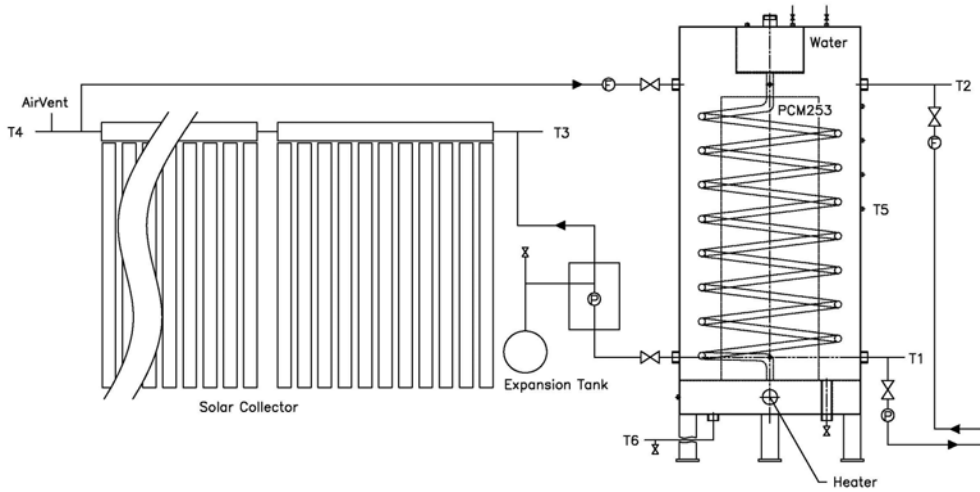 Water
AirVent
F
T2
PCM253
T4
T3
F
T5
P
T1
Expansion Tank
Solar Collector
P
T6
Heater